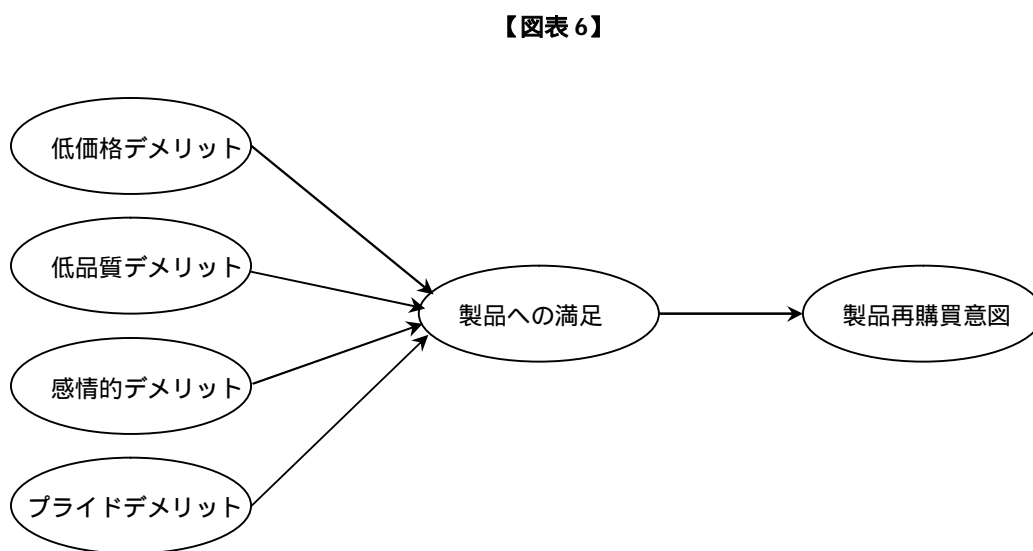 【図表 6】
低価格デメリット
低品質デメリット
感情的デメリット
プライドデメリット
製品への満足
製品再購買意図